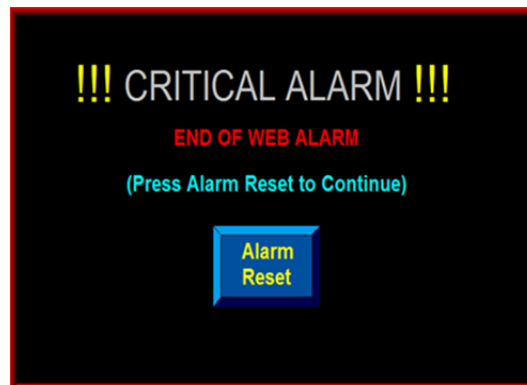 !!! CRITICAL ALARM !!!
END OF WEB ALARM
(Press Alarm Reset to Continue)
Alarm
Reset